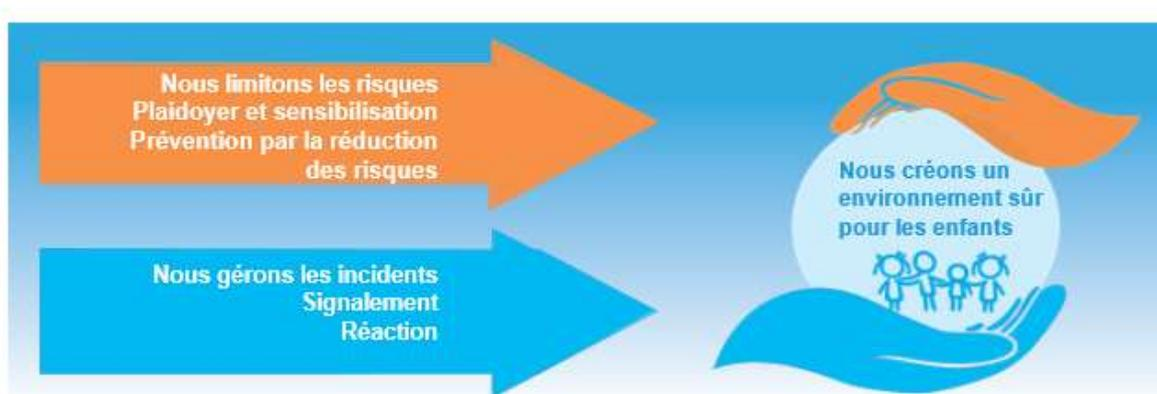 Nous limitons les risques
Plaidoyer et sensibilisation
Prévention par la réduction
des risques
Nous gérons les incidents
Signalement
Réaction
Nous créons un
environnement sûr
pour les enfants